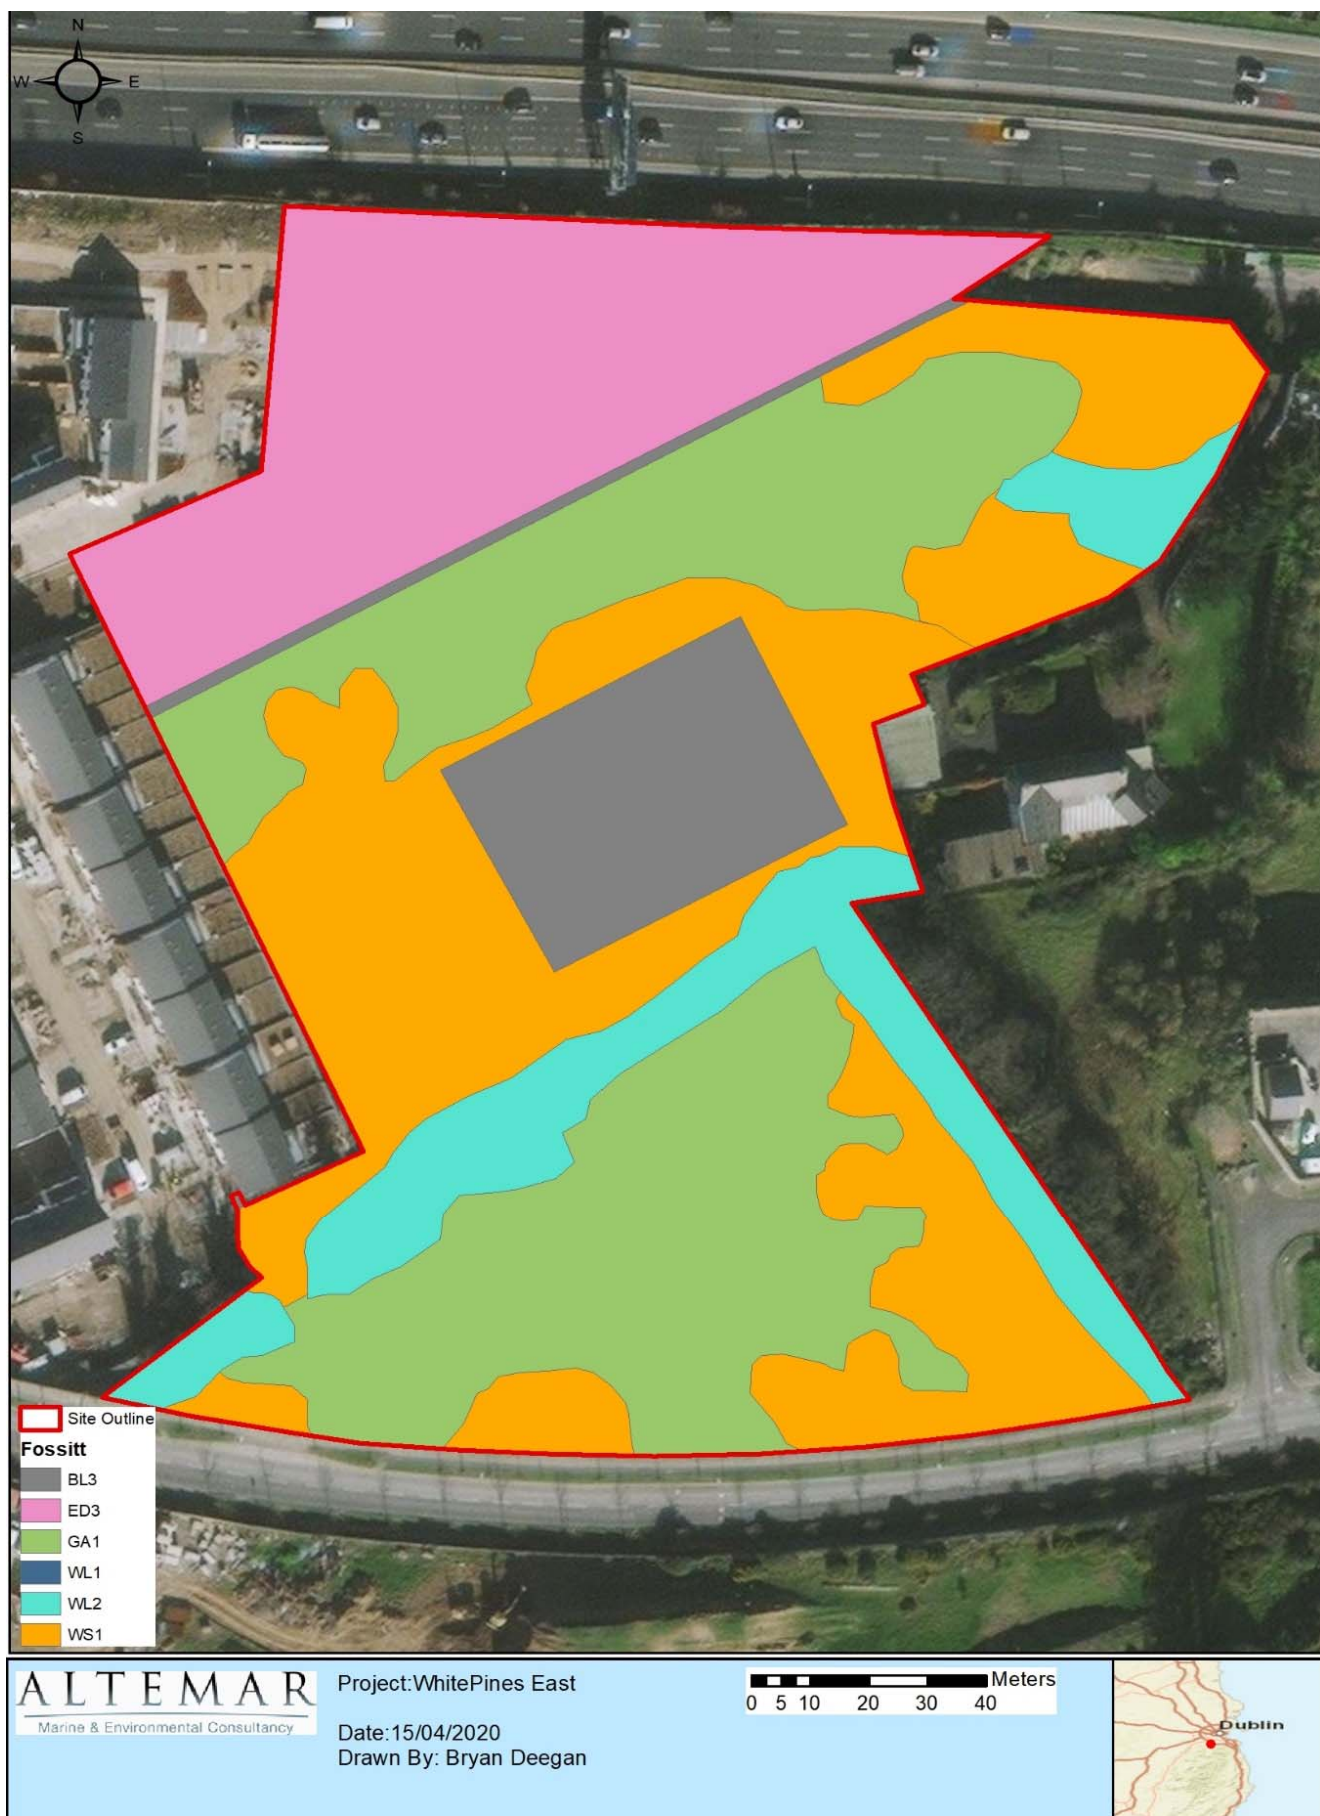 N
W E
S
Site Outline
Fossitt
BL3
ED3
GA1
WL1
WL2
WS1
ALTEMAR
Marine & Environmental Consultancy
Project:WhitePines East
Date:15/04/2020
Drawn By: Bryan Deegan
Meters
0 5 10 20 30 40
Dublin